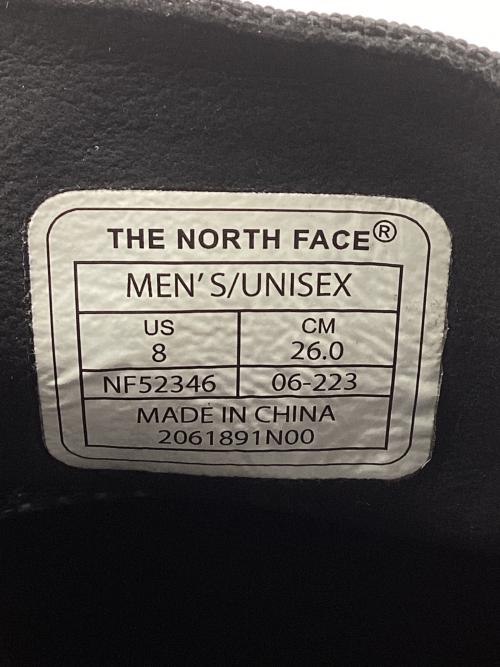 THE NORTH FACE®
MEN'S/UNISEX
US CM
8 26.0
NF52346 06-223
MADE IN CHINA
2061891N00